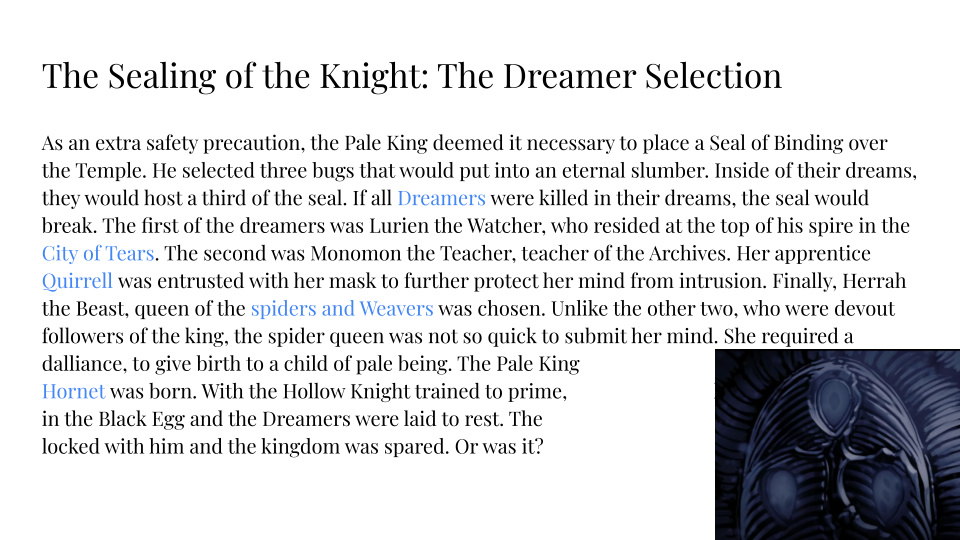 The Sealing of the Knight: The Dreamer Selection
As an extra safety precaution, the Pale King deemed it necessary to place a Seal of Binding over
the Temple. He selected three bugs that would put into an eternal slumber. Inside of their dreams,
they would host a third of the seal. If all Dreamers were killed in their dreams, the seal would
break. The first of the dreamers was Lurien the Watcher, who resided at the top of his spire in the
City of Tears. The second was Monomon the Teacher, teacher of the Archives. Her apprentice
Quirrell was entrusted with her mask to further protect her mind from intrusion. Finally, Herrah
the Beast, queen of the spiders and Weavers was chosen. Unlike the other two, who were devout
followers of the king, the spider queen was not so quick to submit her mind. She required a
dalliance, to give birth to a child of pale being. The Pale King
Hornet was born. With the Hollow Knight trained to prime,
in the Black Egg and the Dreamers were laid to rest. The
locked with him and the kingdom was spared. Or was it?